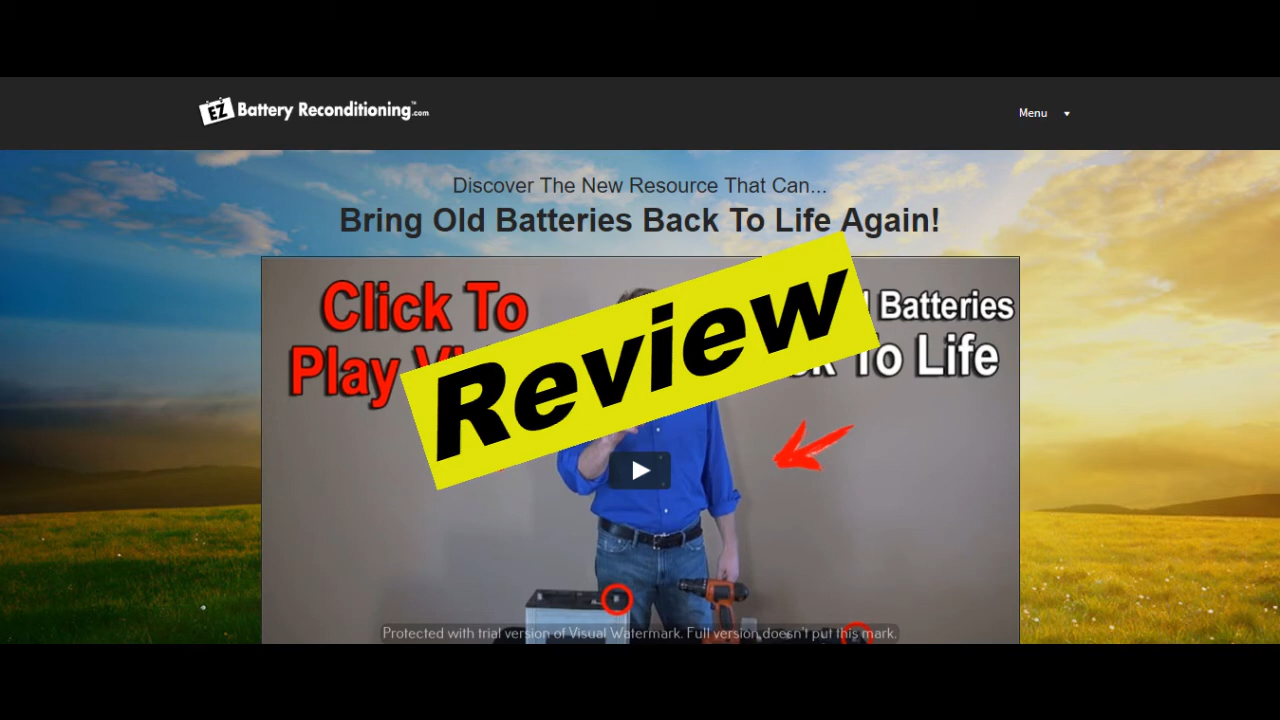 EZ Battery Reconditioning™.com
Menu
Discover The New Resource That Can...
Bring Old Batteries Back To Life Again!
Click To
Play
Batteries
To Life
Review
Protected with trial version of Visual Watermark. Full version doesn't put this mark.